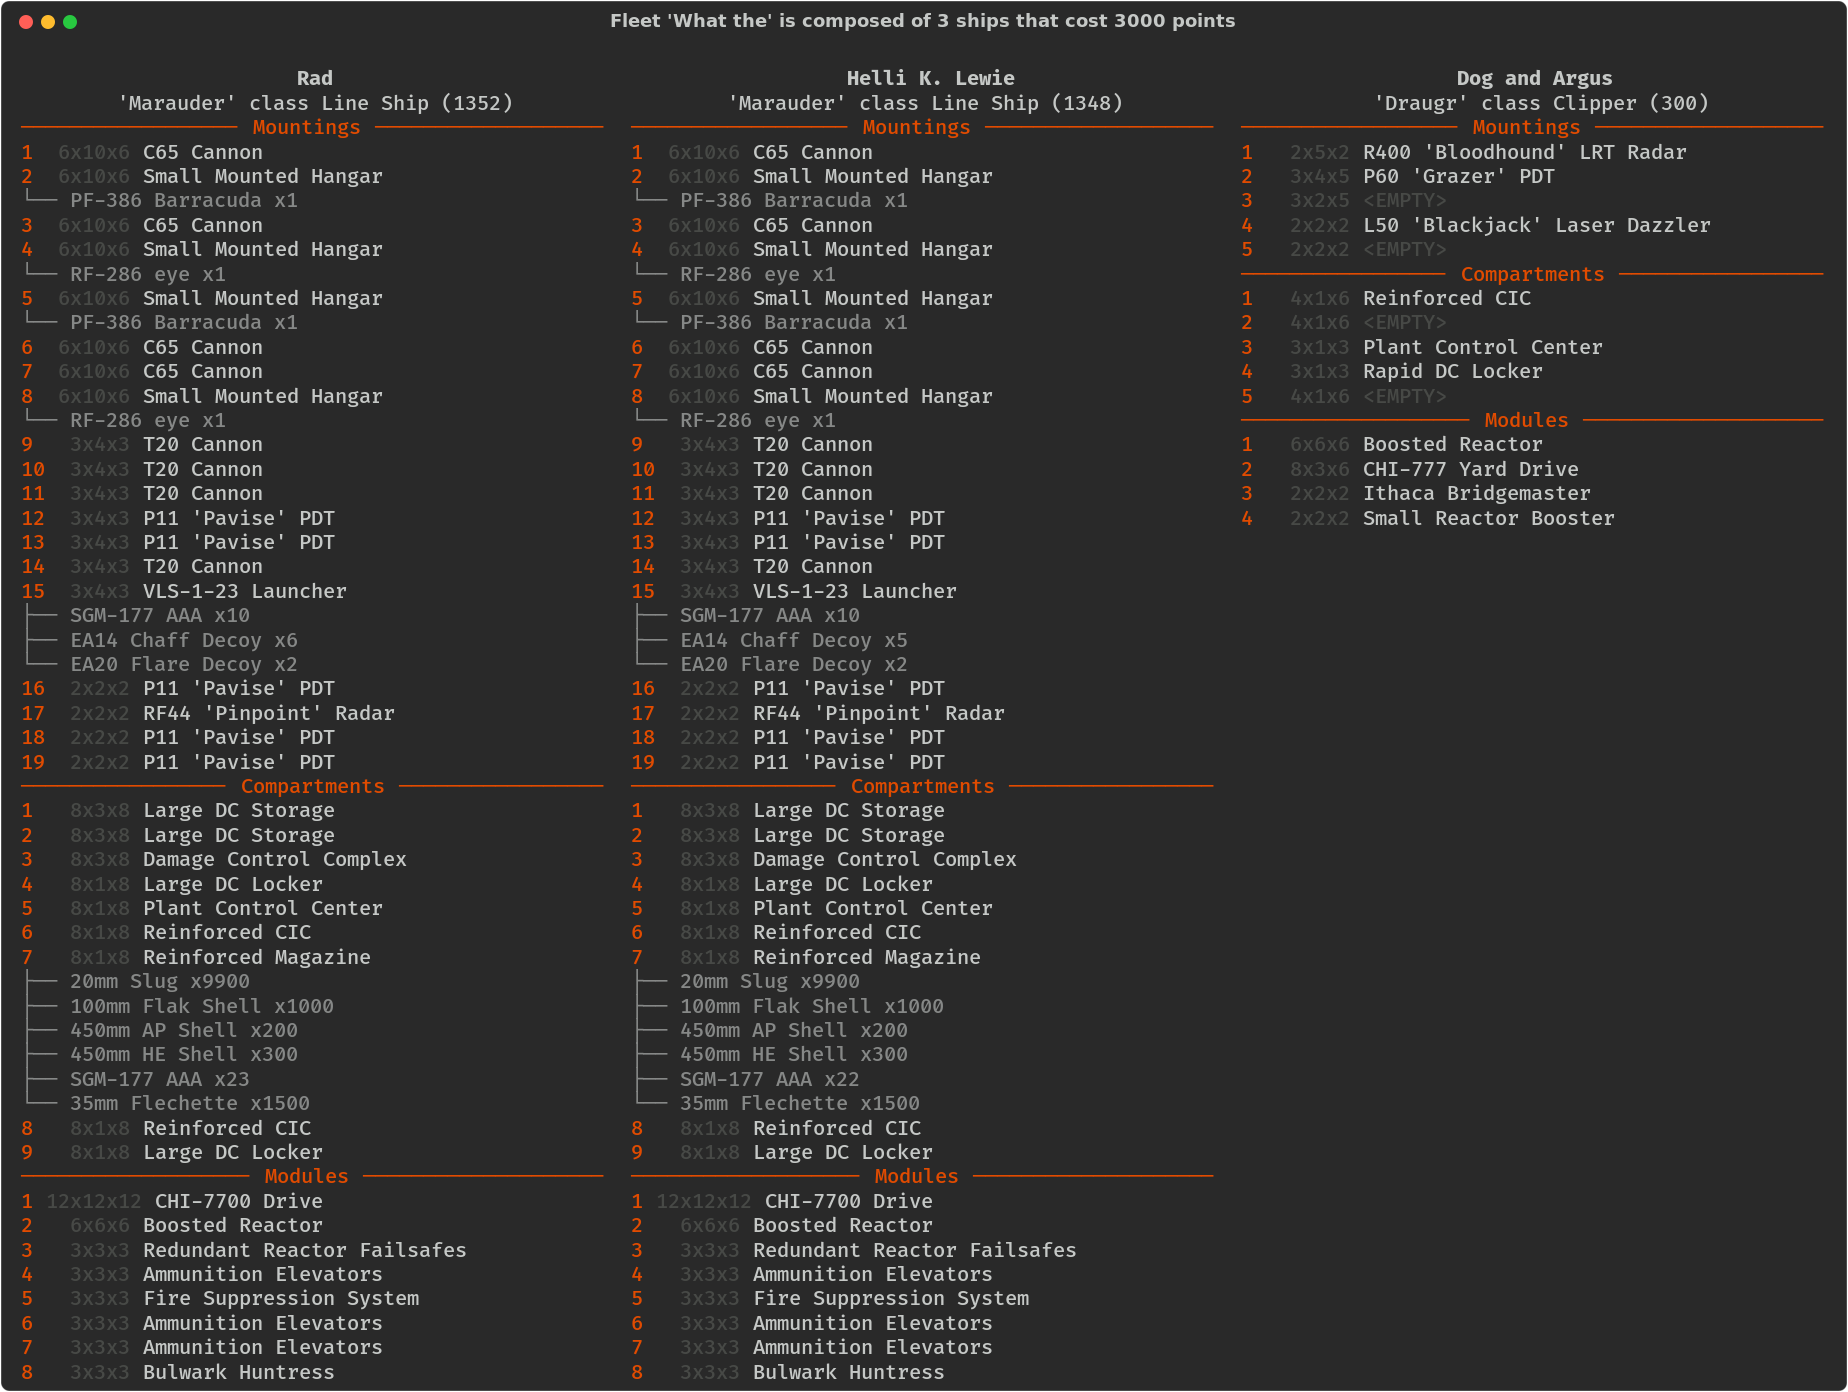 Fleet 'What the' is composed of 3 ships that cost 3000 points
Rad
'Marauder' class Line Ship (1352)
Mountings
1 6x10x6 C65 Cannon
2 6x10x6 Small Mounted Hangar
└── PF-386 Barracuda x1
3 6x10x6 C65 Cannon
4 6x10x6 Small Mounted Hangar
└── RF-286 eye x1
5 6x10x6 Small Mounted Hangar
└── PF-386 Barracuda x1
6 6x10x6 C65 Cannon
7 6x10x6 C65 Cannon
8 6x10x6 Small Mounted Hangar
└── RF-286 eye x1
9 3x4x3 T20 Cannon
10 3x4x3 T20 Cannon
11 3x4x3 T20 Cannon
12 3x4x3 P11 'Pavise' PDT
13 3x4x3 P11 'Pavise' PDT
14 3x4x3 T20 Cannon
15 3x4x3 VLS-1-23 Launcher
├── SGM-177 AAA x10
├── EA14 Chaff Decoy x6
└── EA20 Flare Decoy x2
16 2x2x2 P11 'Pavise' PDT
17 2x2x2 RF44 'Pinpoint' Radar
18 2x2x2 P11 'Pavise' PDT
19 2x2x2 P11 'Pavise' PDT
Compartments
1 8x3x8 Large DC Storage
2 8x3x8 Large DC Storage
3 8x3x8 Damage Control Complex
4 8x1x8 Large DC Locker
5 8x1x8 Plant Control Center
6 8x1x8 Reinforced CIC
7 8x1x8 Reinforced Magazine
├── 20mm Slug x9900
├── 100mm Flak Shell x1000
├── 450mm AP Shell x200
├── 450mm HE Shell x300
├── SGM-177 AAA x23
└── 35mm Flechette x1500
8 8x1x8 Reinforced CIC
9 8x1x8 Large DC Locker
Modules
1 12x12x12 CHI-7700 Drive
2 6x6x6 Boosted Reactor
3 3x3x3 Redundant Reactor Failsafes
4 3x3x3 Ammunition Elevators
5 3x3x3 Fire Suppression System
6 3x3x3 Ammunition Elevators
7 3x3x3 Ammunition Elevators
8 3x3x3 Bulwark Huntress
Helli K. Lewie
'Marauder' class Line Ship (1348)
Mountings
1 6x10x6 C65 Cannon
2 6x10x6 Small Mounted Hangar
└── PF-386 Barracuda x1
3 6x10x6 C65 Cannon
4 6x10x6 Small Mounted Hangar
└── RF-286 eye x1
5 6x10x6 Small Mounted Hangar
└── PF-386 Barracuda x1
6 6x10x6 C65 Cannon
7 6x10x6 C65 Cannon
8 6x10x6 Small Mounted Hangar
└── RF-286 eye x1
9 3x4x3 T20 Cannon
10 3x4x3 T20 Cannon
11 3x4x3 T20 Cannon
12 3x4x3 P11 'Pavise' PDT
13 3x4x3 P11 'Pavise' PDT
14 3x4x3 T20 Cannon
15 3x4x3 VLS-1-23 Launcher
├── SGM-177 AAA x10
├── EA14 Chaff Decoy x5
└── EA20 Flare Decoy x2
16 2x2x2 P11 'Pavise' PDT
17 2x2x2 RF44 'Pinpoint' Radar
18 2x2x2 P11 'Pavise' PDT
19 2x2x2 P11 'Pavise' PDT
Compartments
1 8x3x8 Large DC Storage
2 8x3x8 Large DC Storage
3 8x3x8 Damage Control Complex
4 8x1x8 Large DC Locker
5 8x1x8 Plant Control Center
6 8x1x8 Reinforced CIC
7 8x1x8 Reinforced Magazine
├── 20mm Slug x9900
├── 100mm Flak Shell x1000
├── 450mm AP Shell x200
├── 450mm HE Shell x300
├── SGM-177 AAA x22
└── 35mm Flechette x1500
8 8x1x8 Reinforced CIC
9 8x1x8 Large DC Locker
Modules
1 12x12x12 CHI-7700 Drive
2 6x6x6 Boosted Reactor
3 3x3x3 Redundant Reactor Failsafes
4 3x3x3 Ammunition Elevators
5 3x3x3 Fire Suppression System
6 3x3x3 Ammunition Elevators
7 3x3x3 Ammunition Elevators
8 3x3x3 Bulwark Huntress
Dog and Argus
'Draugr' class Clipper (300)
Mountings
1 2x5x2 R400 'Bloodhound' LRT Radar
2 3x4x5 P60 'Grazer' PDT
3 3x2x5 <EMPTY>
4 2x2x2 L50 'Blackjack' Laser Dazzler
5 2x2x2 <EMPTY>
Compartments
1 4x1x6 Reinforced CIC
2 4x1x6 <EMPTY>
3 3x1x3 Plant Control Center
4 3x1x3 Rapid DC Locker
5 4x1x6 <EMPTY>
Modules
1 6x6x6 Boosted Reactor
2 8x3x6 CHI-777 Yard Drive
3 2x2x2 Ithaca Bridgemaster
4 2x2x2 Small Reactor Booster